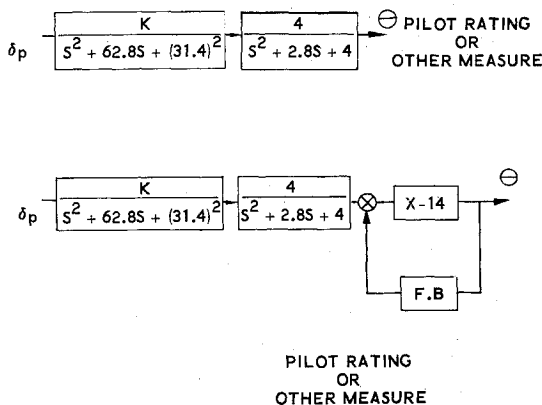 δp K / S² + 62.8S + (31.4)² 4 / S² + 2.8S + 4 Θ PILOT RATING
OR
OTHER MEASURE
δp K / S² + 62.8S + (31.4)² 4 / S² + 2.8S + 4 ⊗ X-14 Θ
F.B
PILOT RATING
OR
OTHER MEASURE